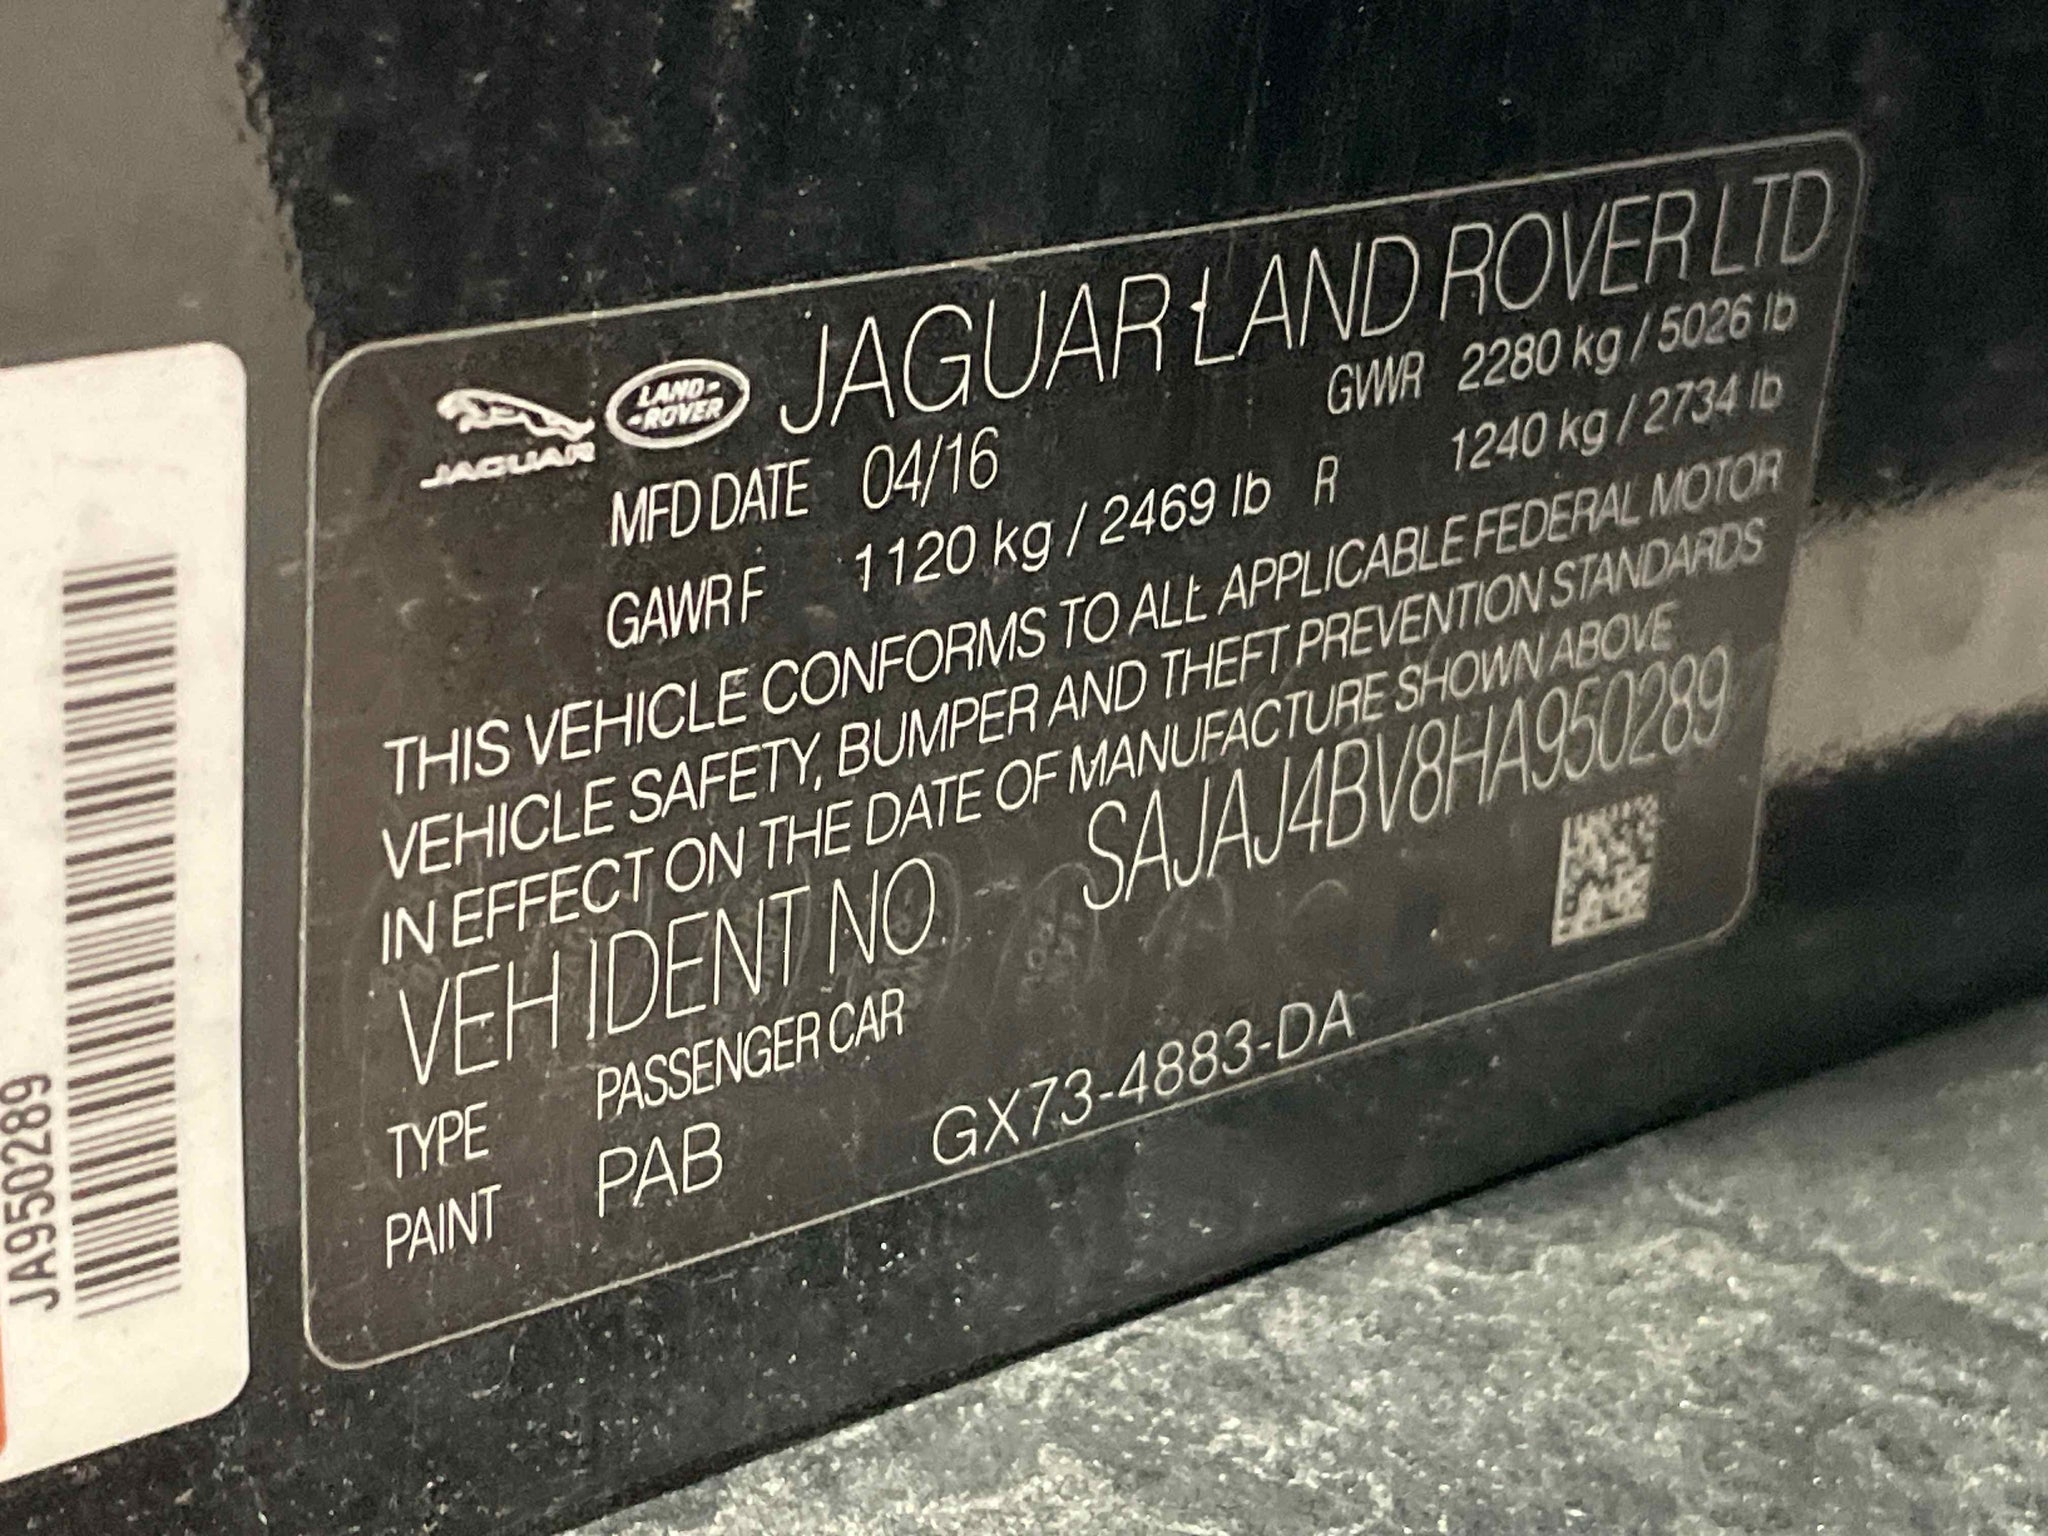 JAGUAR
LAND-
-ROVER
JAGUAR LAND ROVER LTD
MFD DATE 04/16 GVWR 2280 kg / 5026 lb
GAWR F 1120 kg / 2469 lb R 1240 kg / 2734 lb
THIS VEHICLE CONFORMS TO ALL APPLICABLE FEDERAL MOTOR
VEHICLE SAFETY, BUMPER AND THEFT PREVENTION STANDARDS
IN EFFECT ON THE DATE OF MANUFACTURE SHOWN ABOVE
VEH IDENT NO SAJAJ4BV8HA950289
TYPE PASSENGER CAR
PAINT PAB GX73-4883-DA
JA950289